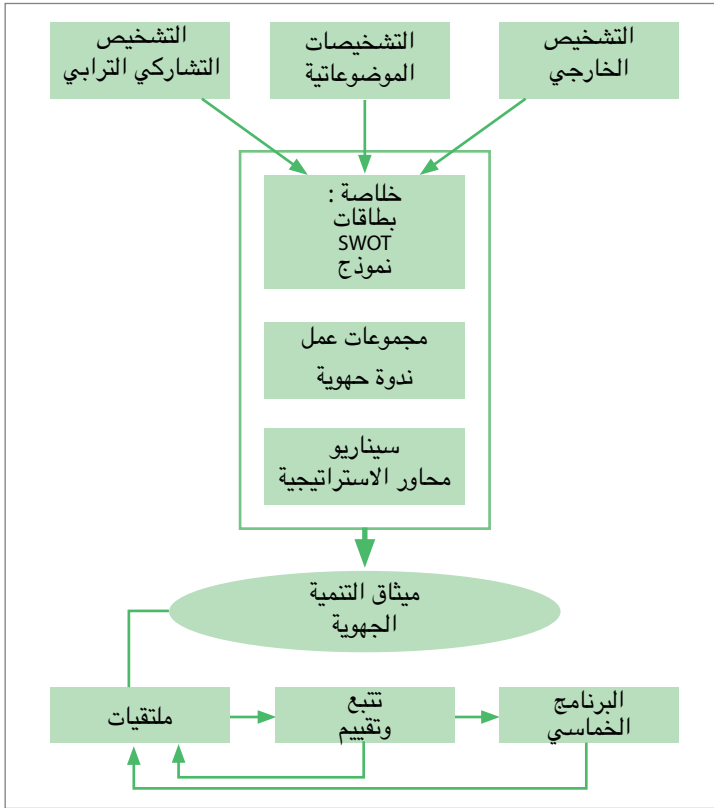 التشخيص
الخارجي
التشخيصات
الموضوعاتية
التشخيص
التشاركي الترابي
خلاصة :
بطاقات
SWOT
نموذج
مجموعات عمل
ندوة حهوية
سيناريو
محاور الاستراتيجية
ميثاق التنمية
الجهوية
البرنامج
الخماسي
تتبع
وتقييم
ملتقيات